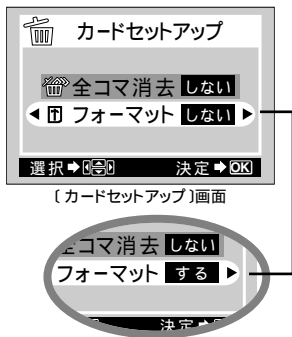 カードセットアップ
全コマ消去 しない
フォーマット しない
選択 決定 OK
〔カードセットアップ〕画面
全コマ消去 しない
フォーマット する
決定